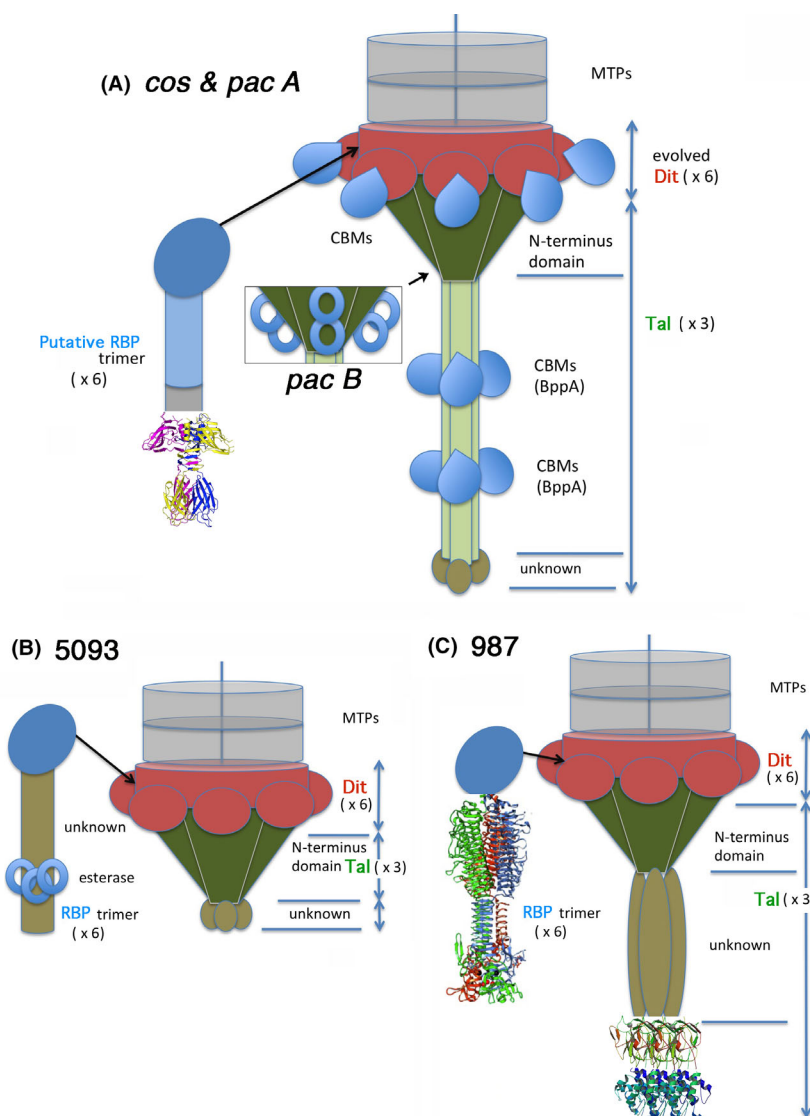 (A) cos & pac A
MTPs
evolved
Dit ( x 6)
CBMs
N-terminus
domain
Putative RBP
trimer
( x 6)
pac B
Tal ( x 3)
CBMs
(BppA)
CBMs
(BppA)
unknown
(B) 5093
MTPs
Dit
( x 6)
unknown
N-terminus
domain Tal ( x 3)
esterase
RBP trimer
( x 6)
unknown
(C) 987
MTPs
Dit
( x 6)
N-terminus
domain
Tal ( x 3
RBP trimer
( x 6)
unknown